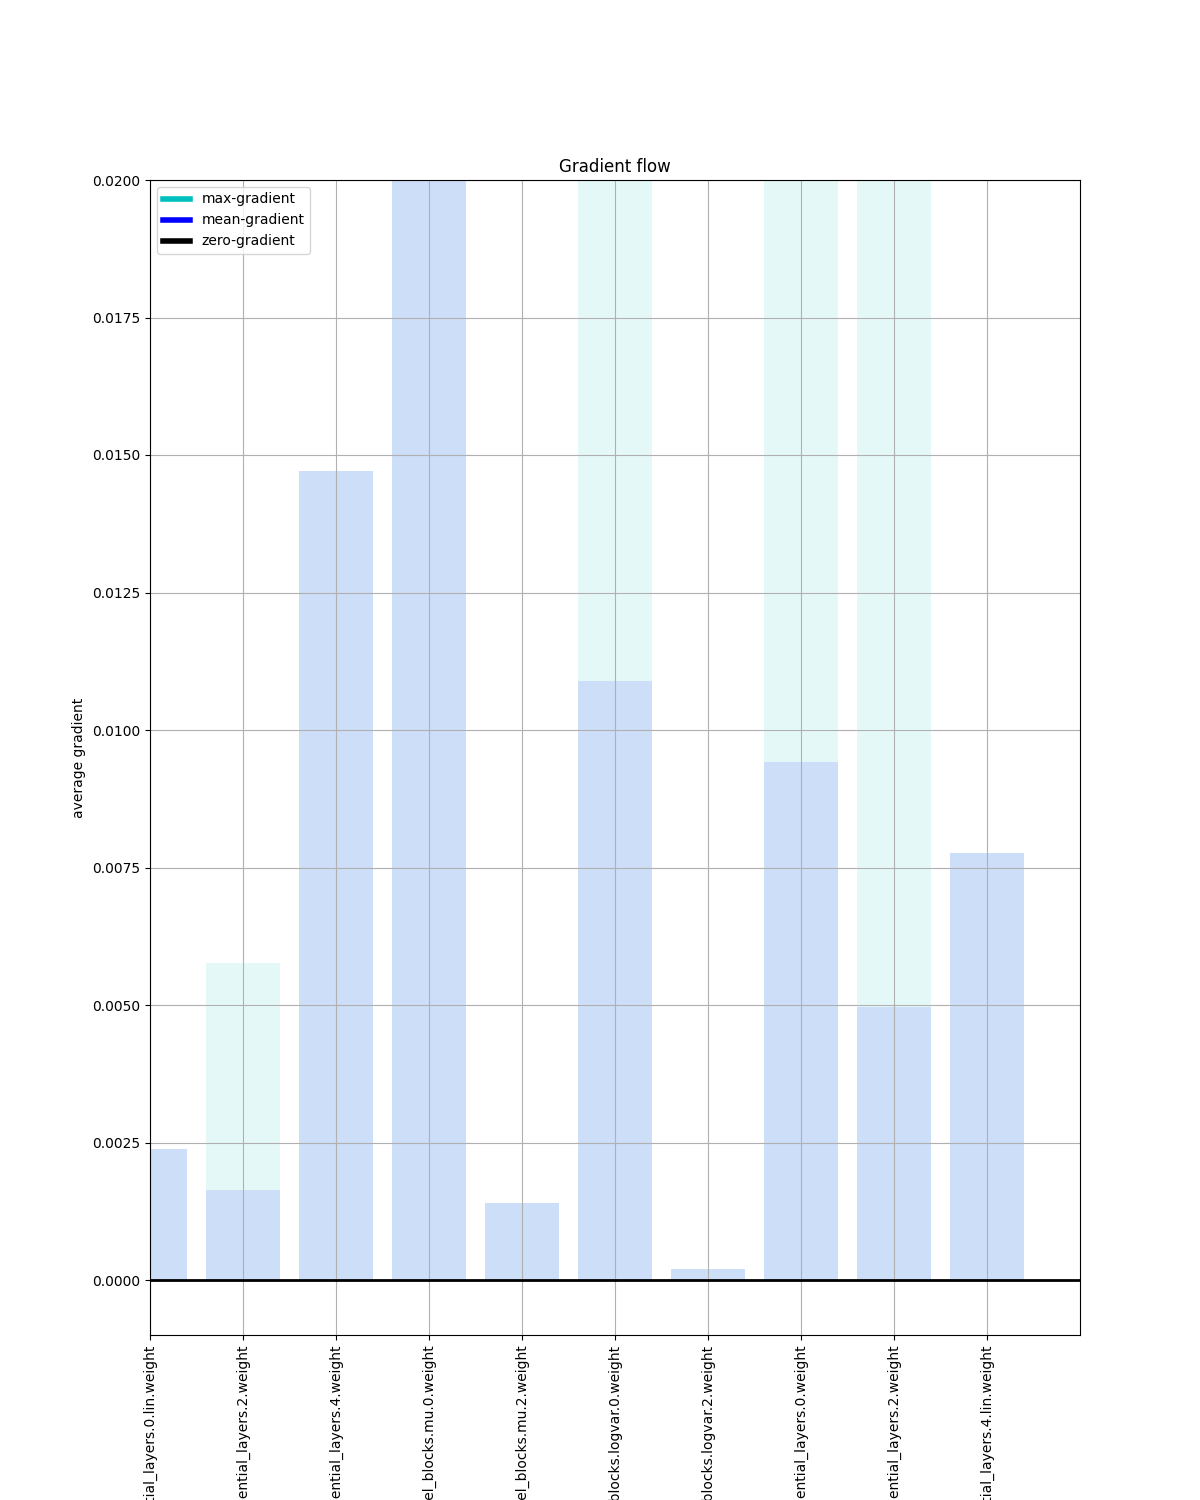 Gradient flow
max-gradient
mean-gradient
zero-gradient
average gradient
0.0200
0.0175
0.0150
0.0125
0.0100
0.0075
0.0050
0.0025
0.0000
tial_layers.0.lin.weight
ential_layers.2.weight
ential_layers.4.weight
el_blocks.mu.0.weight
el_blocks.mu.2.weight
blocks.logvar.0.weight
blocks.logvar.2.weight
ential_layers.0.weight
ential_layers.2.weight
tial_layers.4.lin.weight